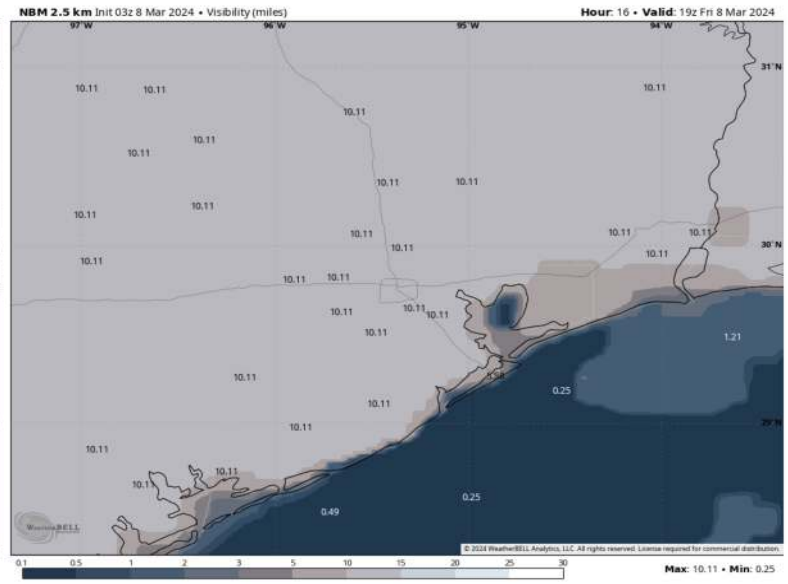 NBM 2.5 km Init 03z 8 Mar 2024 • Visibility (miles)
Hour: 16 • Valid: 19z Fri 8 Mar 2024
97°W 96°W 95°W 94°W
31°N
10.11 10.11 10.11
10.11
10.11
10.11
10.11 10.11
10.11
10.11
10.11 10.11 10.11
10.11
30°N
10.11
10.11
10.11 10.11
10.11 10.11 10.11
10.11
1.21
10.11
0.25
10.11
10.11
29°N
10.11
10.11
10.11
0.25
0.49
WeatherBELL
© 2024 WeatherBELL Analytics, LLC. All rights reserved. License required for commercial distribution.
0.1 0.5 1 2 3 5 10 15 20 25 30
Max: 10.11 • Min: 0.25